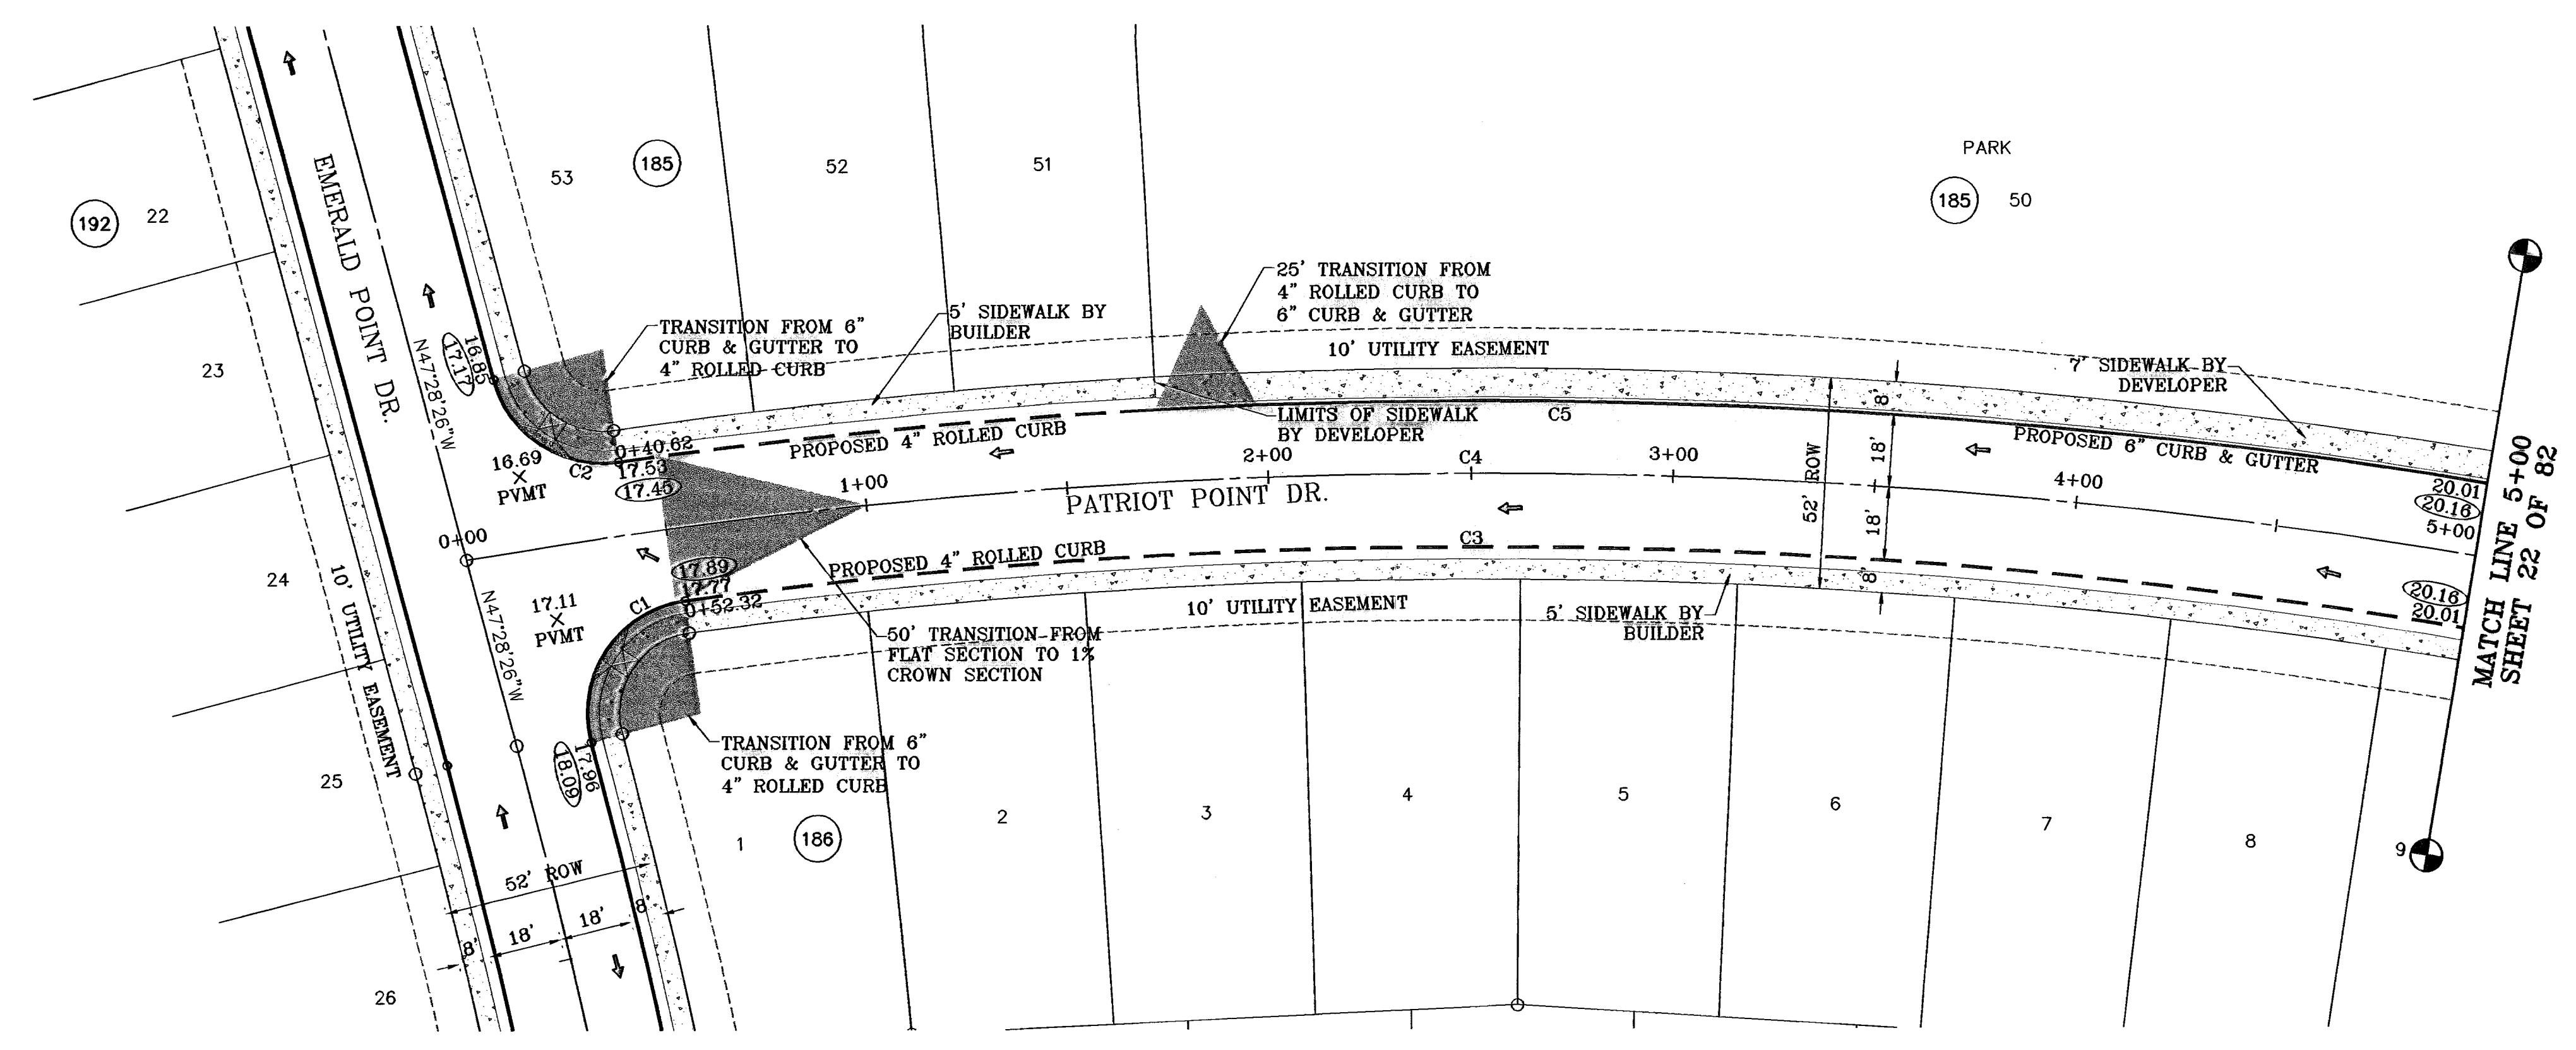 PARK
185
50
53
185
52
51
192
22
EMERALD POINT DR.
25' TRANSITION FROM
4" ROLLED CURB TO
6" CURB & GUTTER
5' SIDEWALK BY
BUILDER
TRANSITION FROM 6"
CURB & GUTTER TO
4" ROLLED CURB
10' UTILITY EASEMENT
7' SIDEWALK BY
DEVELOPER
16.85
17.17
N47°28'26"W
23
LIMITS OF SIDEWALK
BY DEVELOPER
C5
8'
PROPOSED 4" ROLLED CURB
PROPOSED 6" CURB & GUTTER
0+40.62
17.53
17.45
C2
16.69
PVMT
1+00
2+00
C4
3+00
4+00
52' ROW
18'
18'
8'
20.01
20.16
5+00
MATCH LINE 5+00
SHEET 22 OF 82
PATRIOT POINT DR.
0+00
C3
PROPOSED 4" ROLLED CURB
17.89
17.77
0+52.32
20.16
20.01
24
10' UTILITY EASEMENT
17.11
PVMT
C1
N47°28'26"W
10' UTILITY EASEMENT
5' SIDEWALK BY
BUILDER
50' TRANSITION FROM
FLAT SECTION TO 1%
CROWN SECTION
TRANSITION FROM 6"
CURB & GUTTER TO
4" ROLLED CURB
17.96
18.09
25
1
186
2
3
4
5
6
7
8
9
52' ROW
8'
18'
18'
8'
26